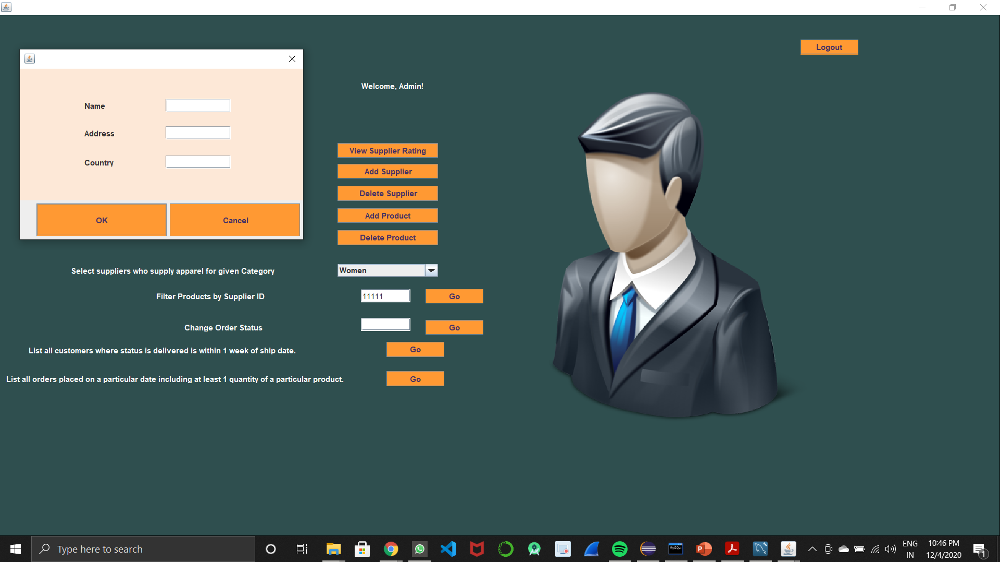 Logout
Welcome, Admin!
Name
Address
Country
OK Cancel
View Supplier Rating
Add Supplier
Delete Supplier
Add Product
Delete Product
Select suppliers who supply apparel for given Category Women
Filter Products by Supplier ID 11111 Go
Change Order Status Go
List all customers where status is delivered is within 1 week of ship date. Go
List all orders placed on a particular date including at least 1 quantity of a particular product. Go
Type here to search
MySQL
P
ENG
IN
10:46 PM
12/4/2020
1